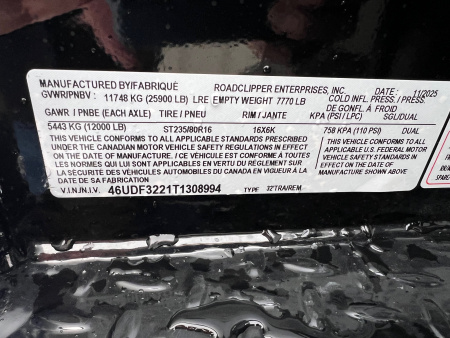 MANUFACTURED BY/FABRIQUÉ ROADCLIPPER ENTERPRISES, INC. DATE: 11/2025
GVWR/PNBV: 11748 KG (25900 LB) LRE EMPTY WEIGHT 7770 LB COLD INFL. PRESS./PRESS. DE GONFL. À FROID
GAWR / PNBE (EACH AXLE) TIRE / PNEU RIM / JANTE KPA (PSI / LPC) SGL/DUAL
5443 KG (12000 LB) ST235/80R16 16X6K 758 KPA (110 PSI) DUAL
THIS VEHICLE CONFORMS TO ALL APPLICABLE STANDARDS PRESCRIBED
UNDER THE CANADIAN MOTOR VEHICLE SAFETY REGULATIONS IN
EFFECT ON THE DATE OF MANUFACTURE. / CE VEHICULE EST CONFORME À
TOUTES LES NORMES QUI LUI SONT APPLICABLES EN VERTU DU RÉGLEMENT SUR
LA SÉCURITÉ DES VÉHICULES AUTOMOBILES DU CANADA EN VIGUEUR À LA
DATE DE SA FABRICATION
THIS VEHICLE CONFORMS TO ALL
APPLICABLE U.S. FEDERAL MOTOR
VEHICLE SAFETY STANDARDS IN
EFFECT ON THE DATE OF
MANUFACTURE SHOWN ABOVE.
V.I.N./N.I.V. 46UDF3221T1308994 TYPE 32TRA/REM